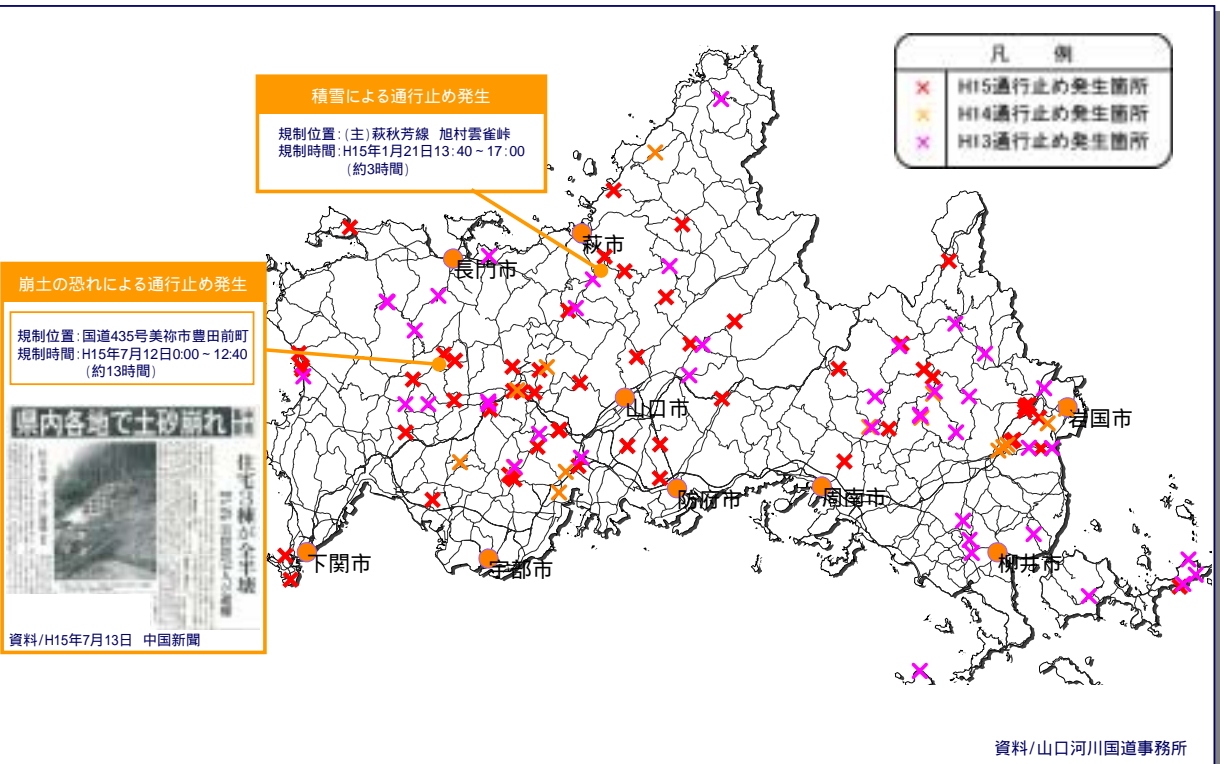 積雪による通行止め発生
規制位置:(主)萩秋芳線 旭村雲雀峠
規制時間:H15年1月21日13:40~17:00
(約3時間)
凡 例
× H15通行止め発生箇所
× H14通行止め発生箇所
× H13通行止め発生箇所
崩土の恐れによる通行止め発生
規制位置:国道435号美祢市豊田前町
規制時間:H15年7月12日0:00~12:40
(約13時間)
県内各地で土砂崩れ
資料/H15年7月13日 中国新聞
萩市
長門市
山口市
岩国市
防府市
周南市
下関市
宇部市
柳井市
資料/山口河川国道事務所